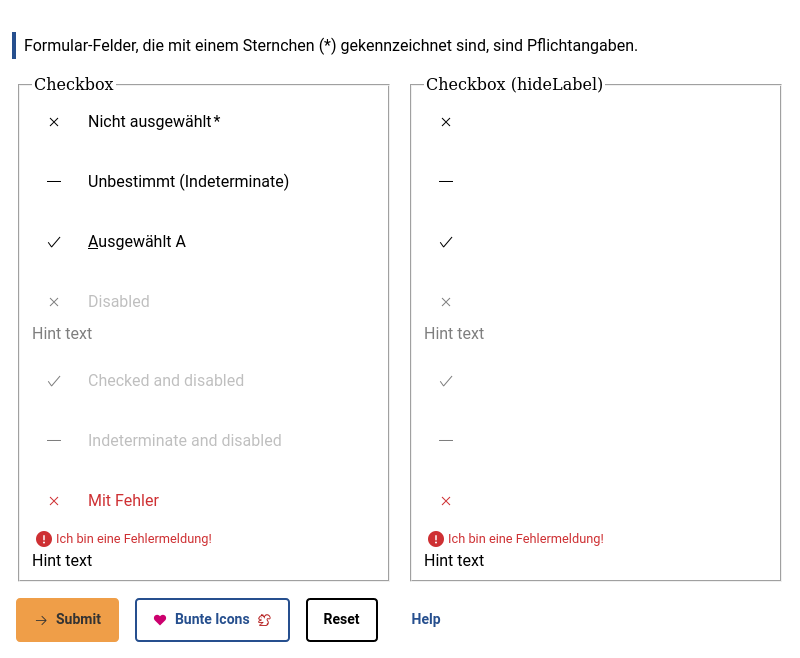 Formular-Felder, die mit einem Sternchen (*) gekennzeichnet sind, sind Pflichtangaben.
Checkbox
Nicht ausgewählt*
Unbestimmt (Indeterminate)
Ausgewählt A
Disabled
Hint text
Checked and disabled
Indeterminate and disabled
Mit Fehler
Ich bin eine Fehlermeldung!
Hint text
Checkbox (hideLabel)
Hint text
Ich bin eine Fehlermeldung!
Hint text
Submit
Bunte Icons
Reset
Help